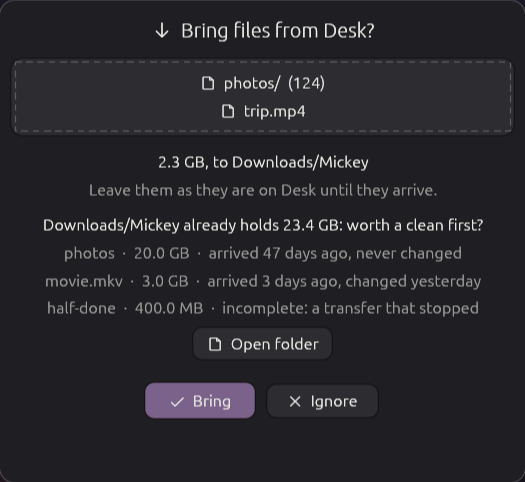 ↓ Bring files from Desk?
photos/ (124)
trip.mp4
2.3 GB, to Downloads/Mickey
Leave them as they are on Desk until they arrive.
Downloads/Mickey already holds 23.4 GB: worth a clean first?
photos · 20.0 GB · arrived 47 days ago, never changed
movie.mkv · 3.0 GB · arrived 3 days ago, changed yesterday
half-done · 400.0 MB · incomplete: a transfer that stopped
Open folder
Bring
Ignore